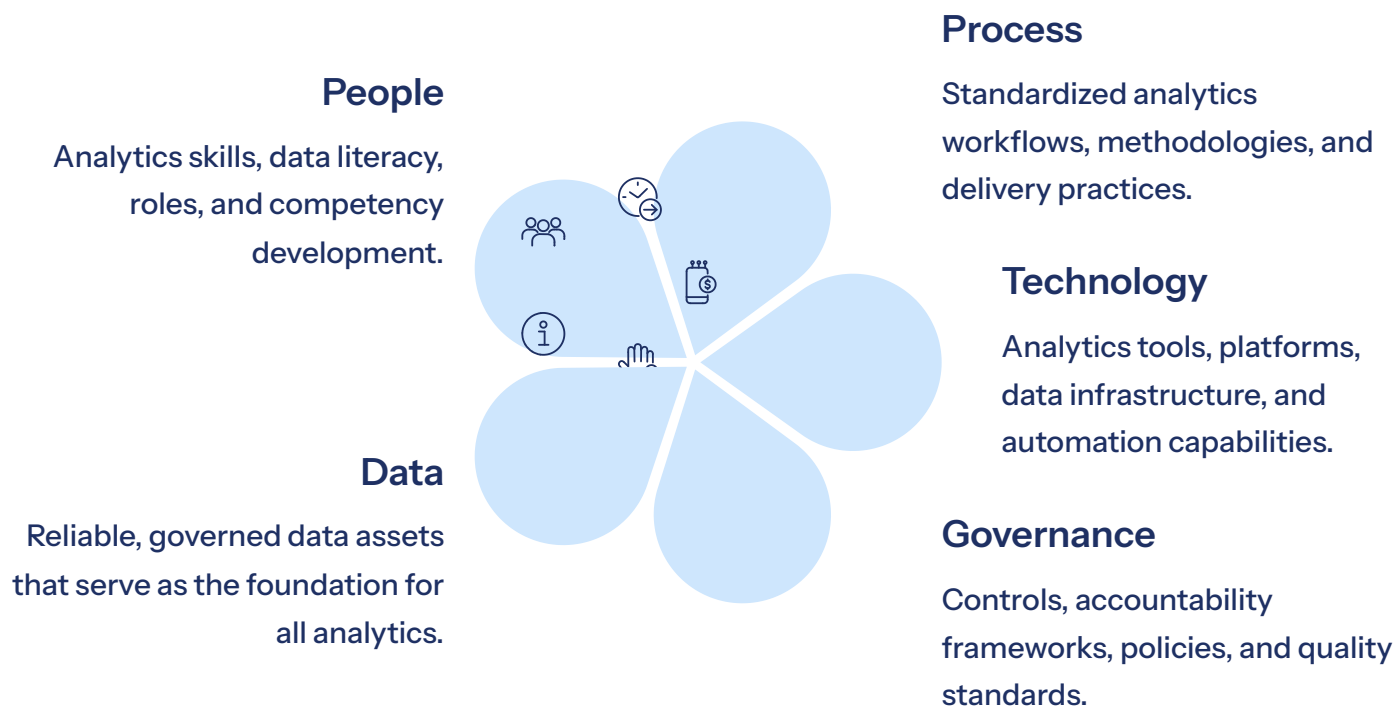 People
Analytics skills, data literacy,
roles, and competency
development.
Process
Standardized analytics
workflows, methodologies, and
delivery practices.
Technology
Analytics tools, platforms,
data infrastructure, and
automation capabilities.
Data
Reliable, governed data assets
that serve as the foundation for
all analytics.
Governance
Controls, accountability
frameworks, policies, and quality
standards.